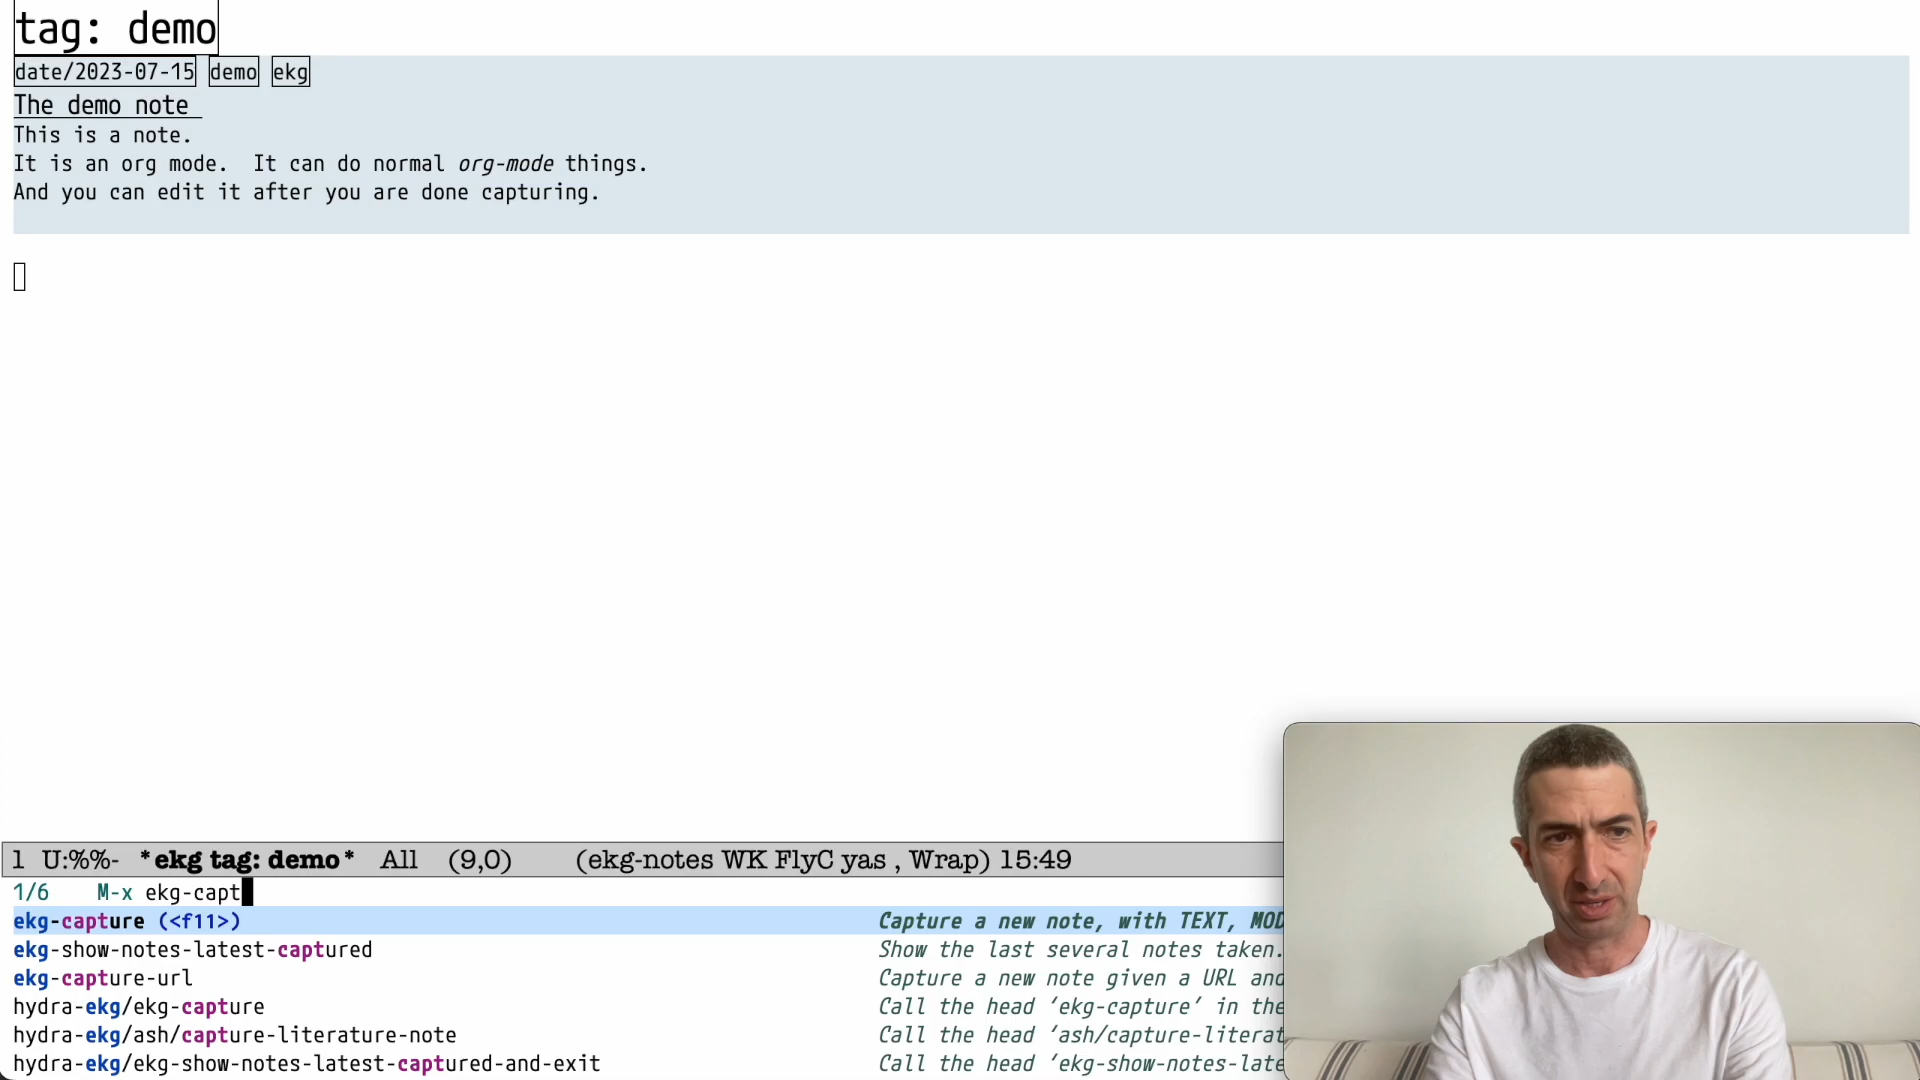 tag: demo
date/2023-07-15 demo ekg
The demo note
This is a note.
It is an org mode.  It can do normal org-mode things.
And you can edit it after you are done capturing.
1 U:%%- *ekg tag: demo* All (9,0) (ekg-notes WK FlyC yas , Wrap) 15:49
1/6 M-x ekg-capt
ekg-capture (<f11>) Capture a new note, with TEXT, MOD
ekg-show-notes-latest-captured Show the last several notes taken.
ekg-capture-url Capture a new note given a URL and
hydra-ekg/ekg-capture Call the head ‘ekg-capture’ in the
hydra-ekg/ash/capture-literature-note Call the head ‘ash/capture-literat
hydra-ekg/ekg-show-notes-latest-captured-and-exit Call the head ‘ekg-show-notes-late